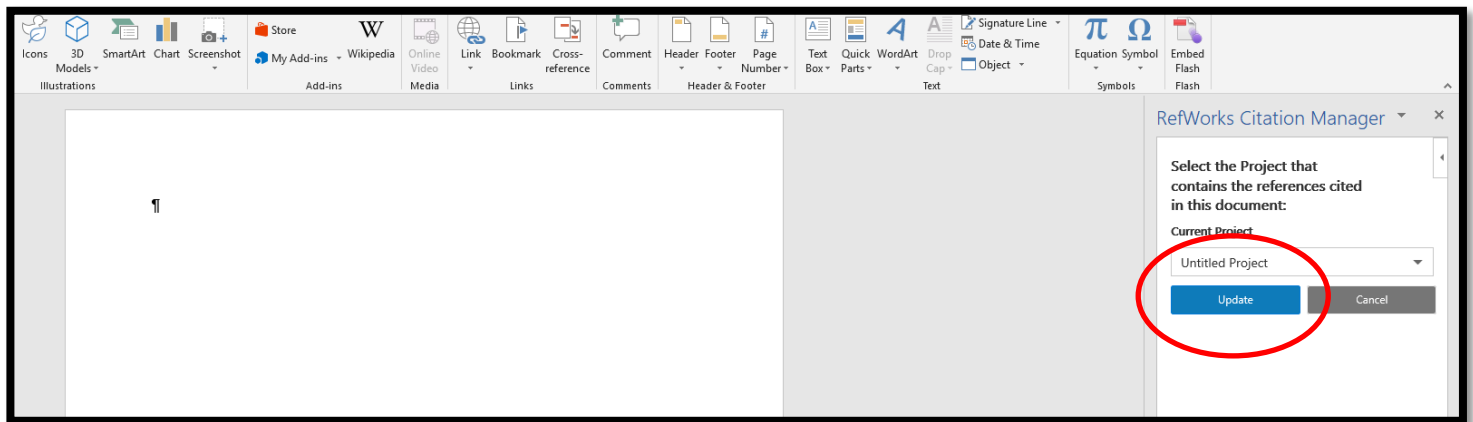 Icons 3D Models SmartArt Chart Screenshot
Illustrations
Store
My Add-ins
W
Wikipedia
Add-ins
Online Video
Media
Link Bookmark Cross-reference
Links
Comment
Comments
Header Footer Page Number
#
Header & Footer
A
Text Box Quick Parts WordArt Drop Cap
A
A
Signature Line
Date & Time
Object
Text
π Ω
Equation Symbol
Symbols
Embed Flash
Flash
RefWorks Citation Manager
Select the Project that
contains the references cited
in this document:
Current Project
Untitled Project
Update Cancel
¶